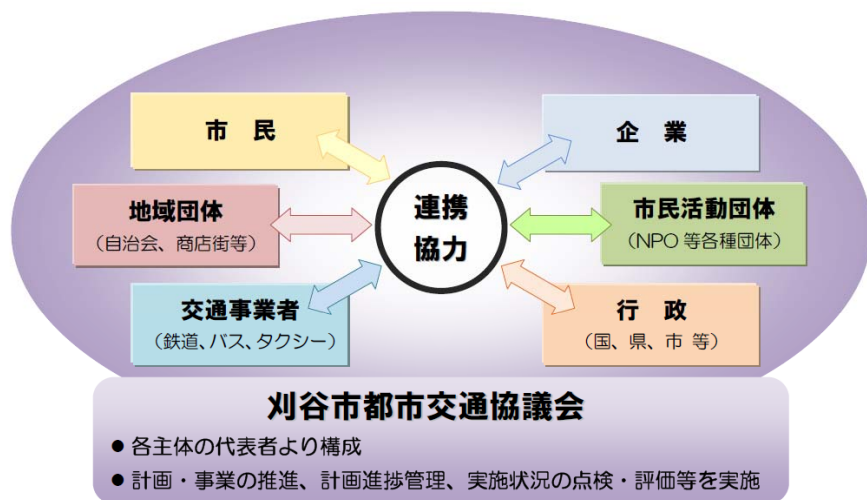 市 民
企 業
地域団体
（自治会、商店街等）
連携
協力
市民活動団体
（NPO 等各種団体）
交通事業者
（鉄道、バス、タクシー）
行 政
（国、県、市 等）
刈谷市都市交通協議会
● 各主体の代表者より構成
● 計画・事業の推進、計画進捗管理、実施状況の点検・評価等を実施